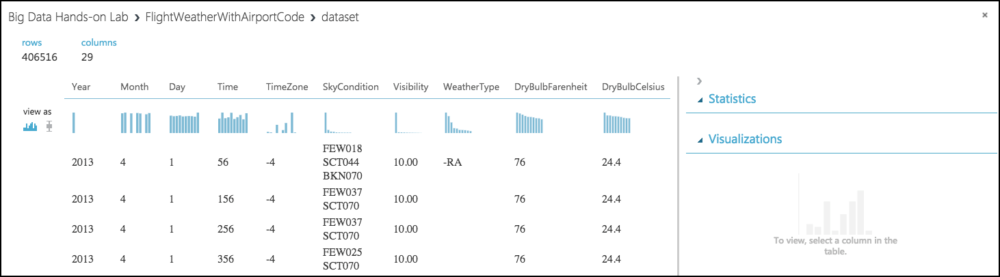 Big Data Hands-on Lab > FlightWeatherWithAirportCode > dataset
rows columns
406516 29
Year Month Day Time TimeZone SkyCondition Visibility WeatherType DryBulbFarenheit DryBulbCelsius
view as
2013 4 1 56 -4 FEW018 SCT044 BKN070 10.00 -RA 76 24.4
2013 4 1 156 -4 FEW037 SCT070 10.00 76 24.4
2013 4 1 256 -4 FEW037 SCT070 10.00 76 24.4
2013 4 1 356 -4 FEW025 SCT070 10.00 76 24.4
Statistics
Visualizations
To view, select a column in the
table.